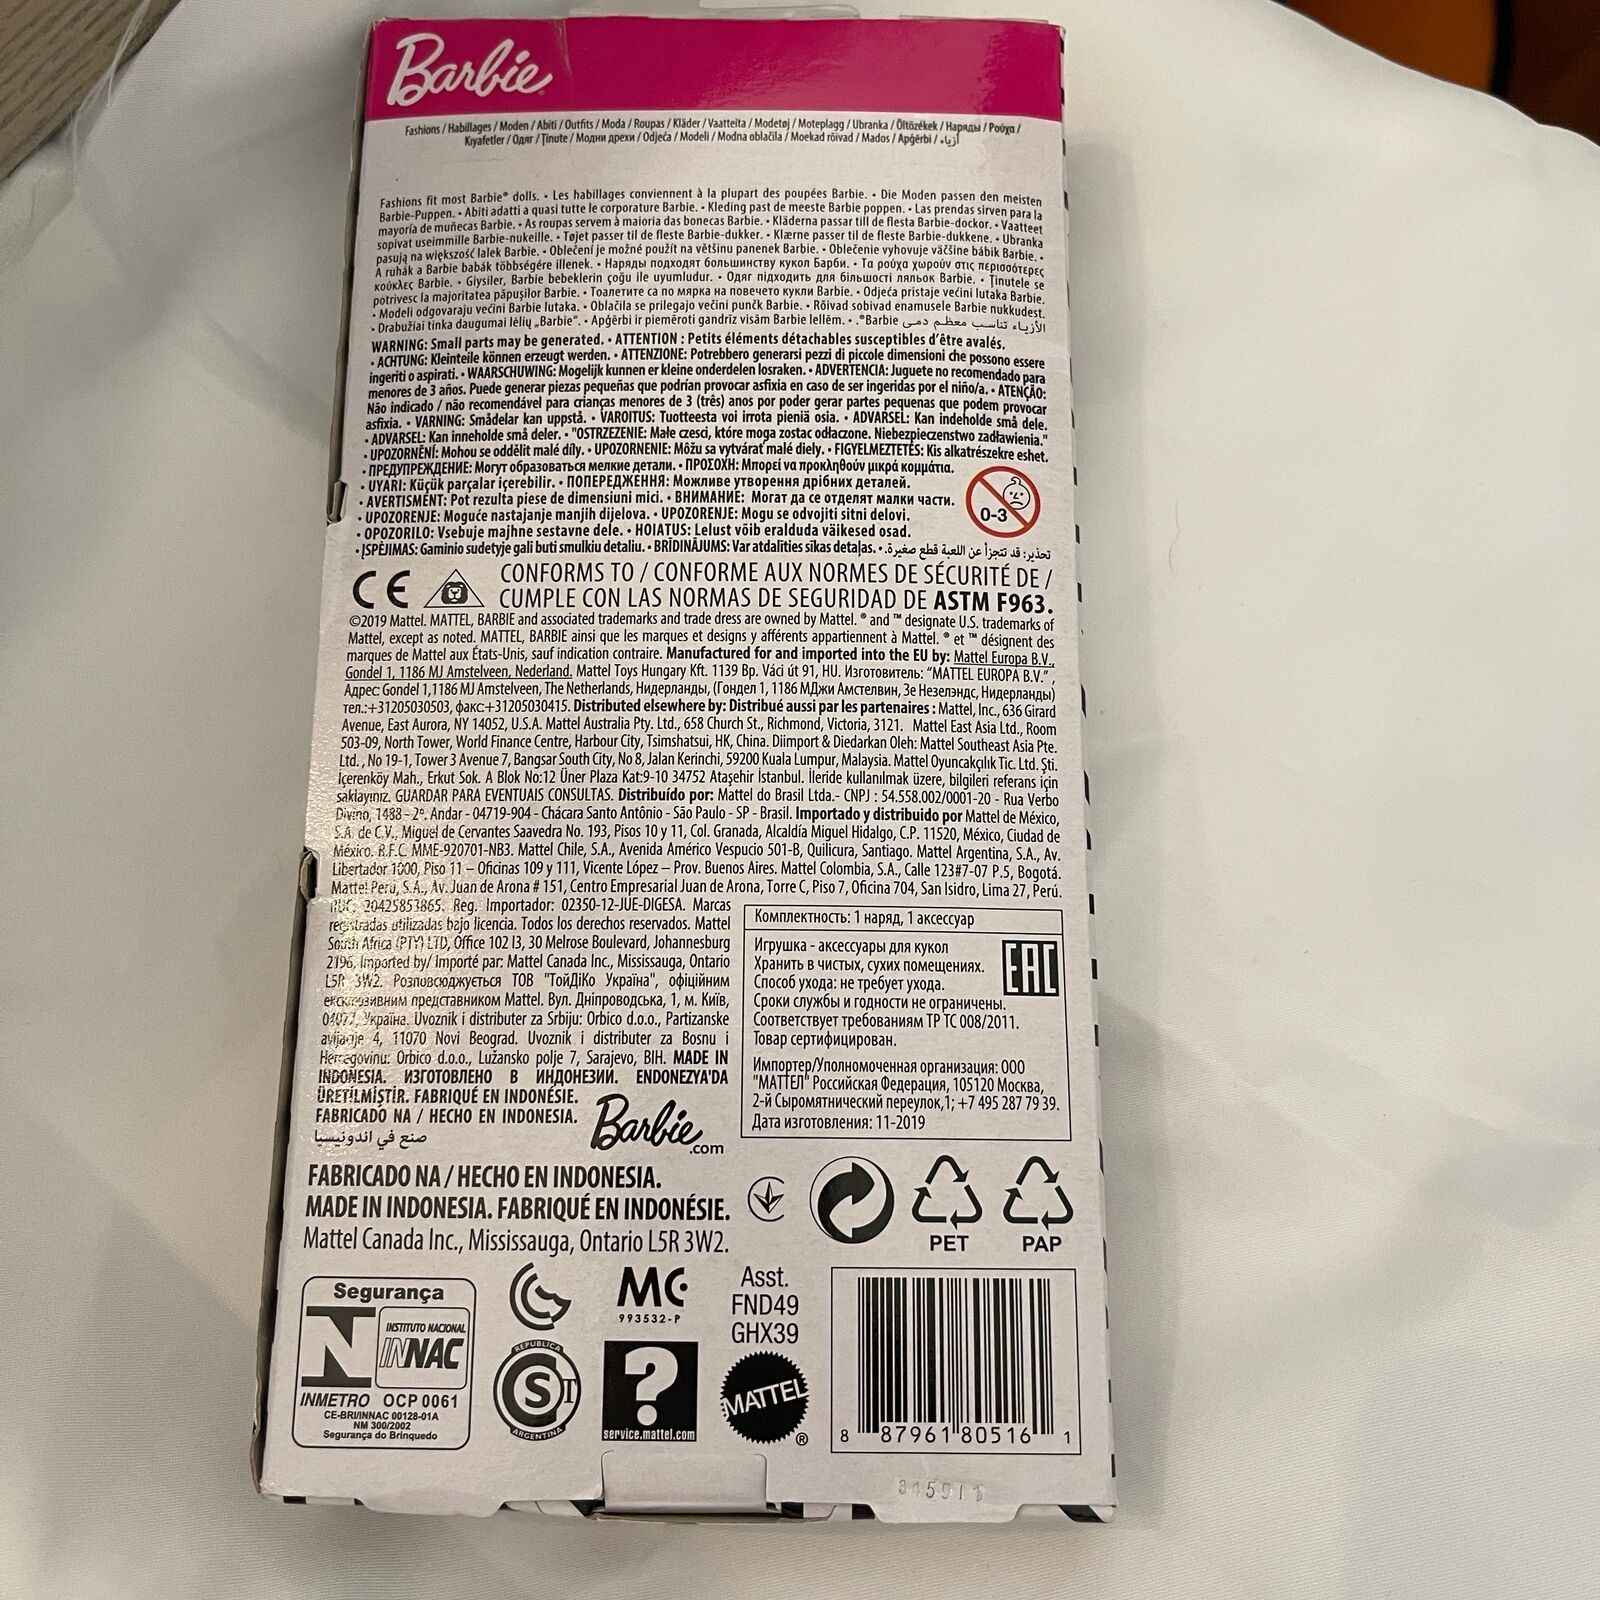 Barbie
Fashions / Habillages / Moden / Abiti / Outfits / Moda / Roupas / Kläder / Vaatteita / Modetøj / Moteplagg / Ubranka / Öltözékek / Наряды / Ρούχα /
Kıyafetler / Одяг / Ţinute / Модни дрехи / Odjeća / Modeli / Modna oblačila / Moekad rõivad / Mados / Apģērbi / أزياء
Fashions fit most Barbie® dolls. • Les habillages conviennent à la plupart des poupées Barbie. • Die Moden passen den meisten
Barbie-Puppen. • Abiti adatti a quasi tutte le corporature Barbie. • Kleding past de meeste Barbie poppen. • Las prendas sirven para la
mayoría de muñecas Barbie. • As roupas servem à maioria das bonecas Barbie. • Kläderna passar till de flesta Barbie-dockor. • Vaatteet
sopivat useimmille Barbie-nukeille. • Tøjet passer til de fleste Barbie-dukker. • Klærne passer til de fleste Barbie-dukkene. • Ubranka
pasują na większość lalek Barbie. • Oblečení je možné použít na většinu panenek Barbie. • Oblečenie vyhovuje väčšine bábik Barbie. •
A ruhák a Barbie babák többségére illenek. • Наряды подходят большинству кукол Барби. • Τα ρούχα χωρούν στις περισσότερες
κούκλες Barbie. • Giysiler, Barbie bebeklerin çoğu ile uyumludur. • Одяг підходить для більшості ляльок Barbie. • Ţinutele se
potrivesc la majoritatea păpuşilor Barbie. • Тоалетите са по мярка на повечето кукли Barbie. • Odjeća pristaje većini lutaka Barbie.
• Modeli odgovaraju većini Barbie lutaka. • Oblačila se prilegajo večini punčk Barbie. • Rõivad sobivad enamusele Barbie nukkudest.
• Drabužiai tinka daugumai lėlių „Barbie“. • Apģērbi ir piemēroti gandrīz visām Barbie lellēm. • .®Barbie الأزياء تناسب معظم دمى
WARNING: Small parts may be generated. • ATTENTION : Petits éléments détachables susceptibles d'être avalés.
• ACHTUNG: Kleinteile können erzeugt werden. • ATTENZIONE: Potrebbero generarsi pezzi di piccole dimensioni che possono essere
ingeriti o aspirati. • WAARSCHUWING: Mogelijk kunnen er kleine onderdelen losraken. • ADVERTENCIA: Juguete no recomendado para
menores de 3 años. Puede generar piezas pequeñas que podrían provocar asfixia en caso de ser ingeridas por el niño/a. • ATENÇÃO:
Não indicado / não recomendável para crianças menores de 3 (três) anos por poder gerar partes pequenas que podem provocar
asfixia. • VARNING: Smådelar kan uppstå. • VAROITUS: Tuotteesta voi irrota pieniä osia. • ADVARSEL: Kan indeholde små dele.
• ADVARSEL: Kan inneholde små deler. • "OSTRZEZENIE: Małe czesci, które moga zostac odłaczone. Niebezpieczenstwo zadławienia."
• UPOZORNĚNÍ: Mohou se oddělit malé díly. • UPOZORNENIE: Môžu sa vytvárať malé diely. • FIGYELMEZTETÉS: Kis alkatrészekre eshet.
• ПРЕДУПРЕЖДЕНИЕ: Могут образоваться мелкие детали. • ΠΡΟΣΟΧΗ: Μπορεί να προκληθούν μικρά κομμάτια.
• UYARI: Küçük parçalar içerebilir. • ПОПЕРЕДЖЕННЯ: Можливе утворення дрібних деталей.
• AVERTISMENT: Pot rezulta piese de dimensiuni mici. • ВНИМАНИЕ: Могат да се отделят малки части.
• UPOZORENJE: Moguće nastajanje manjih dijelova. • UPOZORENJE: Mogu se odvojiti sitni delovi.
• OPOZORILO: Vsebuje majhne sestavne dele. • HOIATUS: Lelust võib eralduda väikesed osad.
• ĮSPĖJIMAS: Gaminio sudetyje gali buti smulkiu detaliu. • BRĪDINĀJUMS: Var atdalīties sīkas detaļas. • تحذير: قد تتجزأ عن اللعبة قطع صغيرة.
0-3
CE CONFORMS TO / CONFORME AUX NORMES DE SÉCURITÉ DE /
CUMPLE CON LAS NORMAS DE SEGURIDAD DE ASTM F963.
©2019 Mattel. MATTEL, BARBIE and associated trademarks and trade dress are owned by Mattel. ® and ™ designate U.S. trademarks of
Mattel, except as noted. MATTEL, BARBIE ainsi que les marques et designs y afférents appartiennent à Mattel. ® et ™ désignent des
marques de Mattel aux États-Unis, sauf indication contraire. Manufactured for and imported into the EU by: Mattel Europa B.V.,
Gondel 1, 1186 MJ Amstelveen, Nederland. Mattel Toys Hungary Kft. 1139 Bp. Váci út 91, HU. Изготовитель: "MATTEL EUROPA B.V." ,
Адрес: Gondel 1,1186 MJ Amstelveen, The Netherlands, Нидерланды, (Гондел 1, 1186 МДжи Амстелвин, Зе Незелэндс, Нидерланды)
тел.:+31205030503, факс:+31205030415. Distributed elsewhere by: Distribué aussi par les partenaires : Mattel, Inc., 636 Girard
Avenue, East Aurora, NY 14052, U.S.A. Mattel Australia Pty. Ltd., 658 Church St., Richmond, Victoria, 3121. Mattel East Asia Ltd., Room
503-09, North Tower, World Finance Centre, Harbour City, Tsimshatsui, HK, China. Diimport & Diedarkan Oleh: Mattel Southeast Asia Pte.
Ltd. , No 19-1, Tower 3 Avenue 7, Bangsar South City, No 8, Jalan Kerinchi, 59200 Kuala Lumpur, Malaysia. Mattel Oyuncakçılık Tic. Ltd. Şti.
İçerenköy Mah., Erkut Sok. A Blok No:12 Üner Plaza Kat:9-10 34752 Ataşehir İstanbul. İleride kullanılmak üzere, bilgileri referans için
saklayınız. GUARDAR PARA EVENTUAIS CONSULTAS. Distribuído por: Mattel do Brasil Ltda.- CNPJ : 54.558.002/0001-20 - Rua Verbo
Divino, 1488 - 2º. Andar - 04719-904 - Chácara Santo Antônio - São Paulo - SP - Brasil. Importado y distribuido por Mattel de México,
S.A. de C.V., Miguel de Cervantes Saavedra No. 193, Pisos 10 y 11, Col. Granada, Alcaldía Miguel Hidalgo, C.P. 11520, México, Ciudad de
México. R.F.C. MME-920701-NB3. Mattel Chile, S.A., Avenida Américo Vespucio 501-B, Quilicura, Santiago. Mattel Argentina, S.A., Av.
Libertador 1000, Piso 11 – Oficinas 109 y 111, Vicente López – Prov. Buenos Aires. Mattel Colombia, S.A., Calle 123#7-07 P.5, Bogotá.
Mattel Perú, S.A., Av. Juan de Arona # 151, Centro Empresarial Juan de Arona, Torre C, Piso 7, Oficina 704, San Isidro, Lima 27, Perú.
RUC: 20425853865. Reg. Importador: 02350-12-JUE-DIGESA. Marcas
registradas utilizadas bajo licencia. Todos los derechos reservados. Mattel
South Africa (PTY) LTD, Office 102 I3, 30 Melrose Boulevard, Johannesburg
2196. Imported by/ Importé par: Mattel Canada Inc., Mississauga, Ontario
L5R 3W2. Розповсюджується ТОВ "ТойДіКо Україна", офіційним
ексклюзивним представником Mattel. Вул. Дніпроводська, 1, м. Київ,
04073, Україна. Uvoznik i distributer za Srbiju: Orbico d.o.o., Partizanske
avijacije 4, 11070 Novi Beograd. Uvoznik i distributer za Bosnu i
Hercegovinu: Orbico d.o.o., Lužansko polje 7, Sarajevo, BIH. MADE IN
INDONESIA. ИЗГОТОВЛЕНО В ИНДОНЕЗИИ. ENDONEZYA'DA
ÜRETİLMİŞTİR. FABRIQUÉ EN INDONÉSIE.
FABRICADO NA / HECHO EN INDONESIA.
صنع في اندونيسيا
Barbie.com
Комплектность: 1 наряд, 1 аксессуар
Игрушка - аксессуары для кукол
Хранить в чистых, сухих помещениях.
Способ ухода: не требует ухода.
Сроки службы и годности не ограничены.
Соответствует требованиям ТР ТС 008/2011.
Товар сертифицирован.
EAC
Импортер/Уполномоченная организация: ООО
"МАТТЕЛ" Российская Федерация, 105120 Москва,
2-й Сыромятнический переулок,1; +7 495 287 79 39.
Дата изготовления: 11-2019
FABRICADO NA / HECHO EN INDONESIA.
MADE IN INDONESIA. FABRIQUÉ EN INDONÉSIE.
Mattel Canada Inc., Mississauga, Ontario L5R 3W2.
PET
PAP
Segurança
INSTITUTO NACIONAL
INNAC
INMETRO OCP 0061
CE-BRI/INNAC 00128-01A
NM 300/2002
Segurança do Brinquedo
MC
993532-P
REPUBLICA
S
ARGENTINA
?
service.mattel.com
Asst.
FND49
GHX39
MATTEL®
8 87961 80516 1